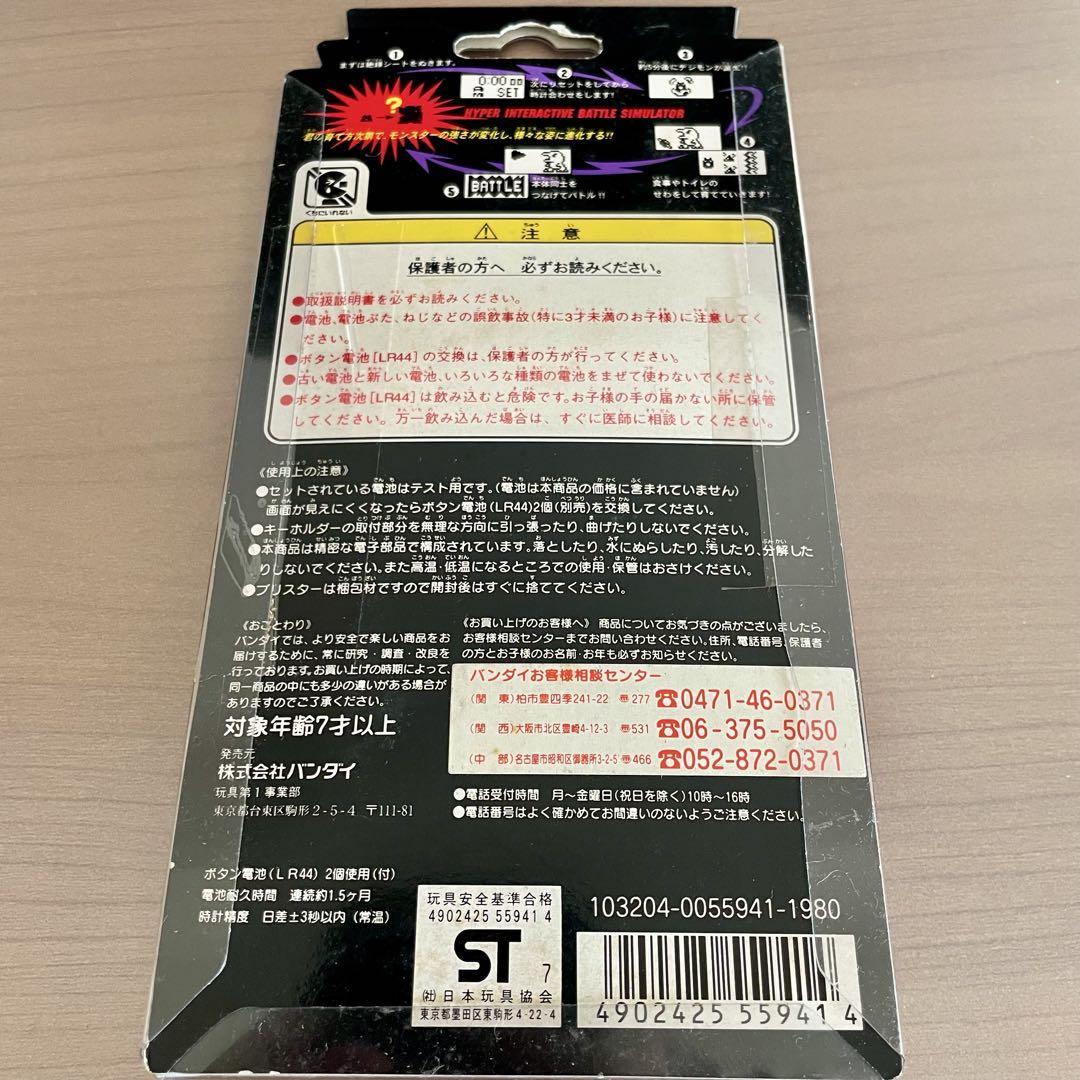 ①
まずは絶縁シートをぬきます。
0:00 00
SET
②
次にリセットをしてから
時計合わせをします!
③
約5分後にデジモンが誕生!!
?
HYPER INTERACTIVE BATTLE SIMULATOR
君の育て方次第で、モンスターの強さが変化し、様々な姿に進化する!!
④
食事やトイレの
せわをして育てていきます!
⑤
BATTLE
本体同士を
つなげてバトル!!
くちにいれない
注意
保護者の方へ 必ずお読みください。
●取扱説明書を必ずお読みください。
●電池、電池ぶた、ねじなどの誤飲事故(特に3才未満のお子様)に注意してく
ださい。
●ボタン電池[LR44]の交換は、保護者の方が行ってください。
●古い電池と新しい電池、いろいろな種類の電池をまぜて使わないでください。
●ボタン電池[LR44]は飲み込むと危険です。お子様の手の届かない所に保管
してください。万一飲み込んだ場合は、すぐに医師に相談してください。
《使用上の注意》
●セットされている電池はテスト用です。(電池は本商品の価格に含まれていません)
画面が見えにくくなったらボタン電池(LR44)2個(別売)を交換してください。
●キーホルダーの取付部分を無理な方向に引っ張ったり、曲げたりしないでください。
●本商品は精密な電子部品で構成されています。落としたり、水にぬらしたり、汚したり、分解した
りしないでください。また高温・低温になるところでの使用・保管はおさけください。
●ブリスターは梱包材ですので開封後はすぐに捨ててください。
《おことわり》
バンダイでは、より安全で楽しい商品をお
届けするために、常に研究・調査・改良を
行っております。お買い上げの時期によって、
同一商品の中にも多少の違いがある場合が
ありますのでご了承ください。
対象年齢7才以上
発売元
株式会社バンダイ
玩具第1事業部
東京都台東区駒形2-5-4 〒111-81
《お買い上げのお客様へ》 商品についてお気づきの点がございましたら、
お客様相談センターまでお問い合わせください。住所、電話番号、保護者
の方とお子様のお名前・お年も必ずお知らせください。
バンダイお客様相談センター
(関 東)柏市豊四季241-22 〠277 ☎0471-46-0371
(関 西)大阪市北区豊崎4-12-3 〠531 ☎06-375-5050
(中 部)名古屋市昭和区御器所3-2-5 〠466 ☎052-872-0371
●電話受付時間 月〜金曜日(祝日を除く)10時〜16時
●電話番号はよく確かめてお間違いのないようご注意ください。
ボタン電池(LR44)2個使用(付)
電池耐久時間 連続約1.5ヶ月
時計精度 日差±3秒以内(常温)
玩具安全基準合格
4902425 55941 4
ST 7
(社)日本玩具協会
東京都墨田区東駒形4-22-4
103204-0055941-1980
4902425 559414